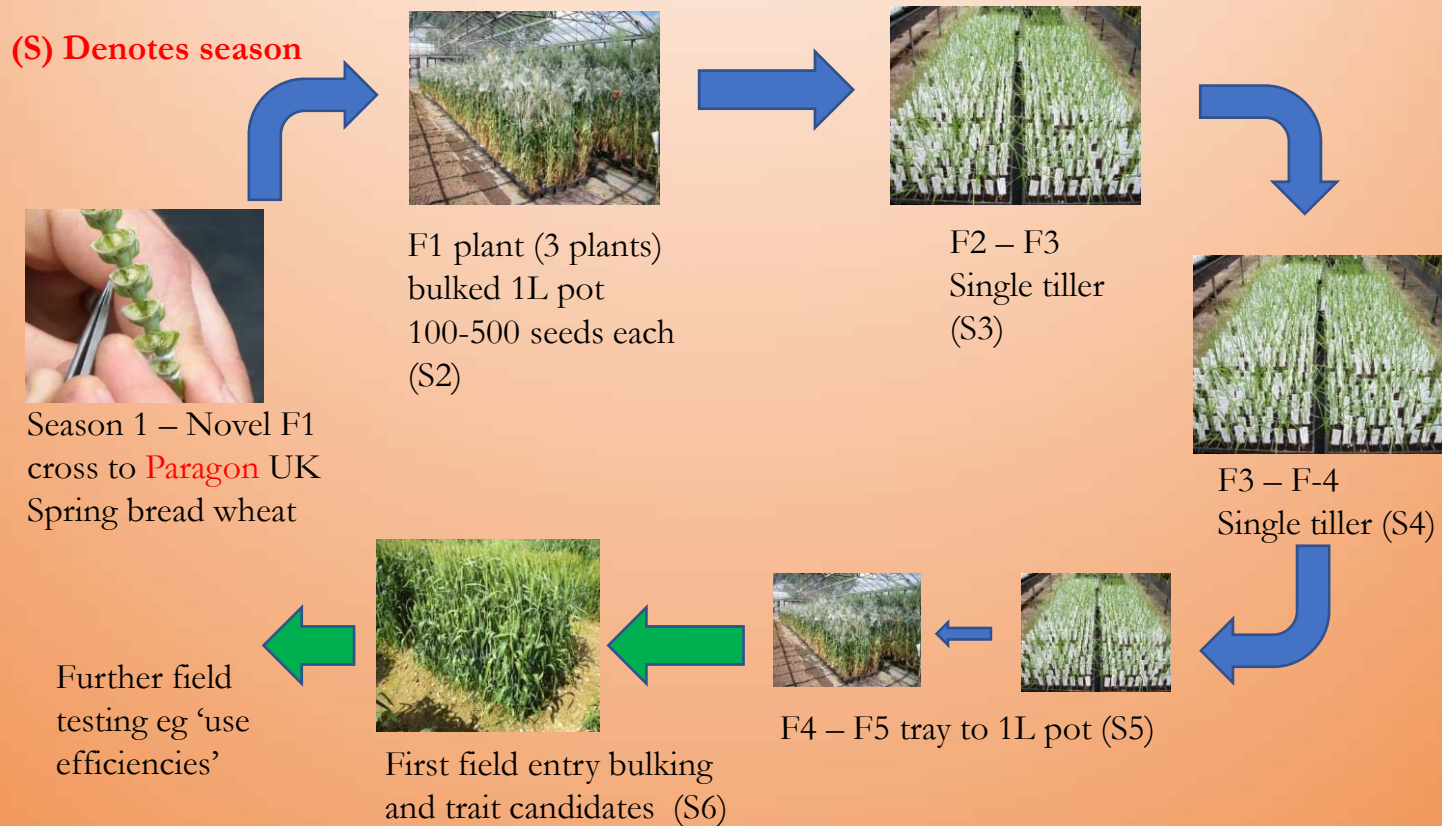 (S) Denotes season
Season 1 – Novel F1
cross to Paragon UK
Spring bread wheat
F1 plant (3 plants)
bulked 1L pot
100-500 seeds each
(S2)
F2 – F3
Single tiller
(S3)
F3 – F-4
Single tiller (S4)
F4 – F5 tray to 1L pot (S5)
First field entry bulking
and trait candidates (S6)
Further field
testing eg ‘use
efficiencies’